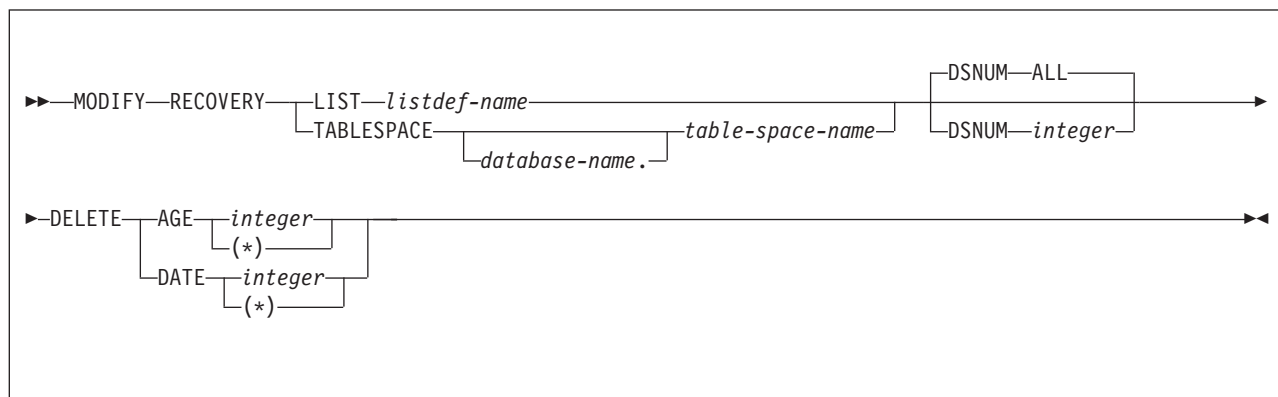 DSNUM ALL
MODIFY RECOVERY LIST listdef-name
TABLESPACE table-space-name DSNUM integer
database-name.
DELETE AGE integer
(*)
DATE integer
(*)